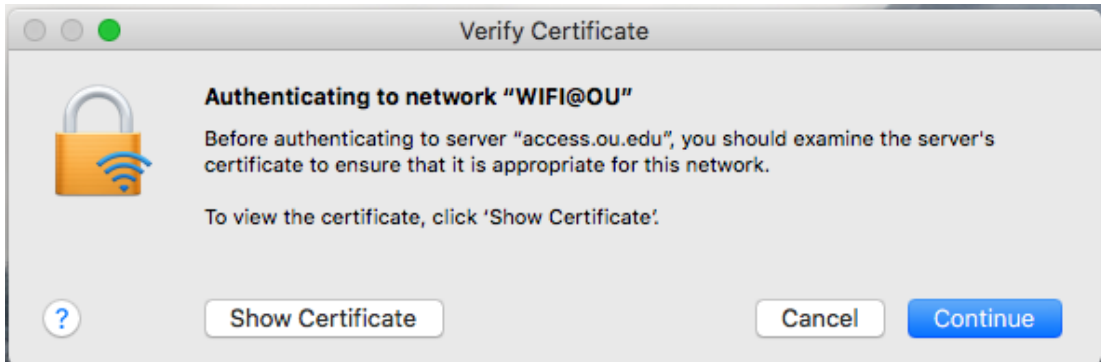 Verify Certificate
Authenticating to network “WIFI@OU”
Before authenticating to server “access.ou.edu”, you should examine the server's
certificate to ensure that it is appropriate for this network.
To view the certificate, click ‘Show Certificate’.
?
Show Certificate
Cancel
Continue